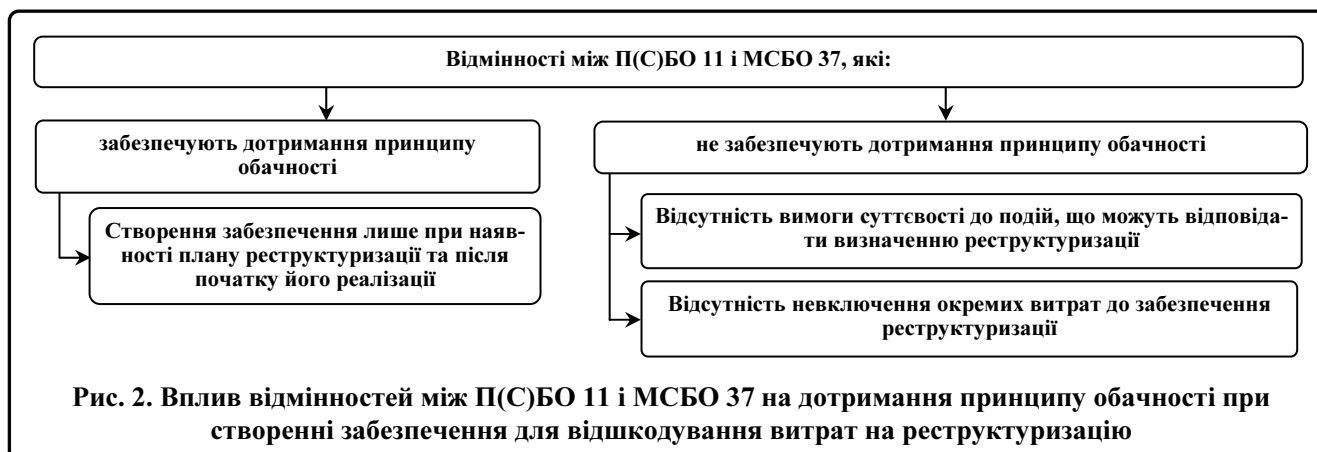 Відмінності між П(С)БО 11 і МСБО 37, які:
забезпечують дотримання принципу
обачності
Створення забезпечення лише при наяв-
ності плану реструктуризації та після
початку його реалізації
не забезпечують дотримання принципу обачності
Відсутність вимоги суттєвості до подій, що можуть відповіда-
ти визначенню реструктуризації
Відсутність невключення окремих витрат до забезпечення
реструктуризації
Рис. 2. Вплив відмінностей між П(С)БО 11 і МСБО 37 на дотримання принципу обачності при
створенні забезпечення для відшкодування витрат на реструктуризацію